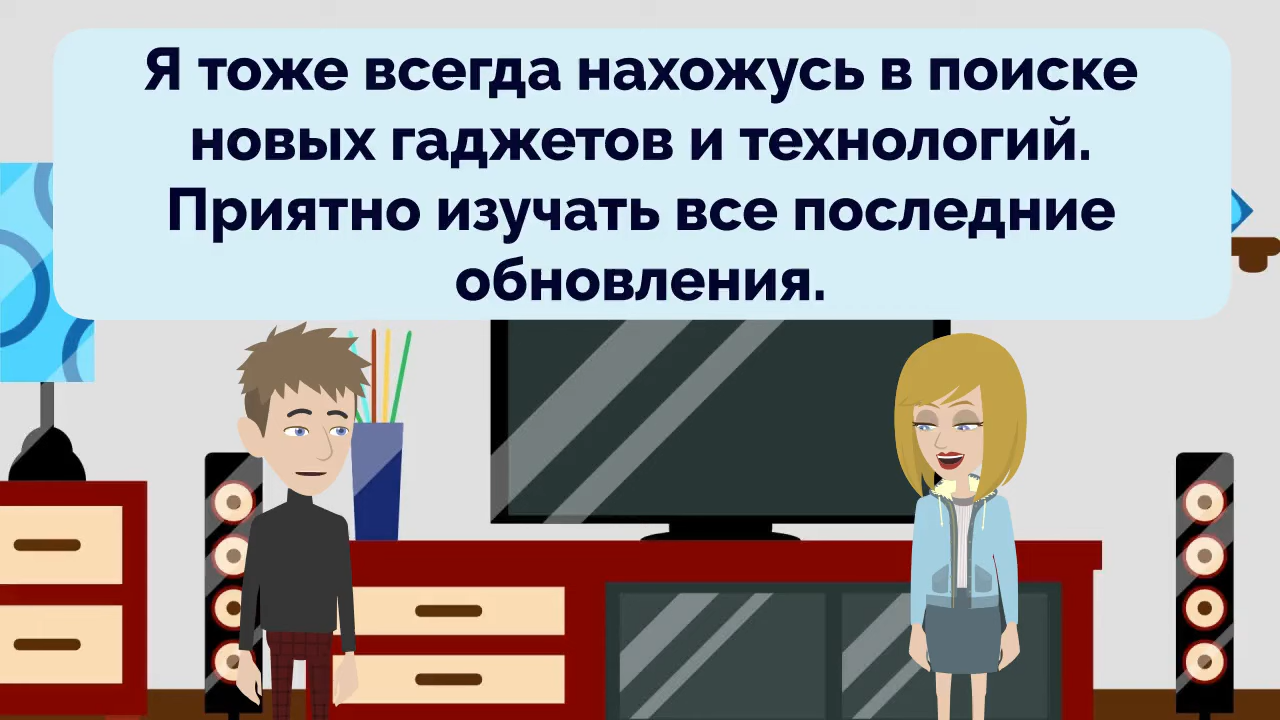 Я тоже всегда нахожусь в поиске
новых гаджетов и технологий.
Приятно изучать все последние
обновления.